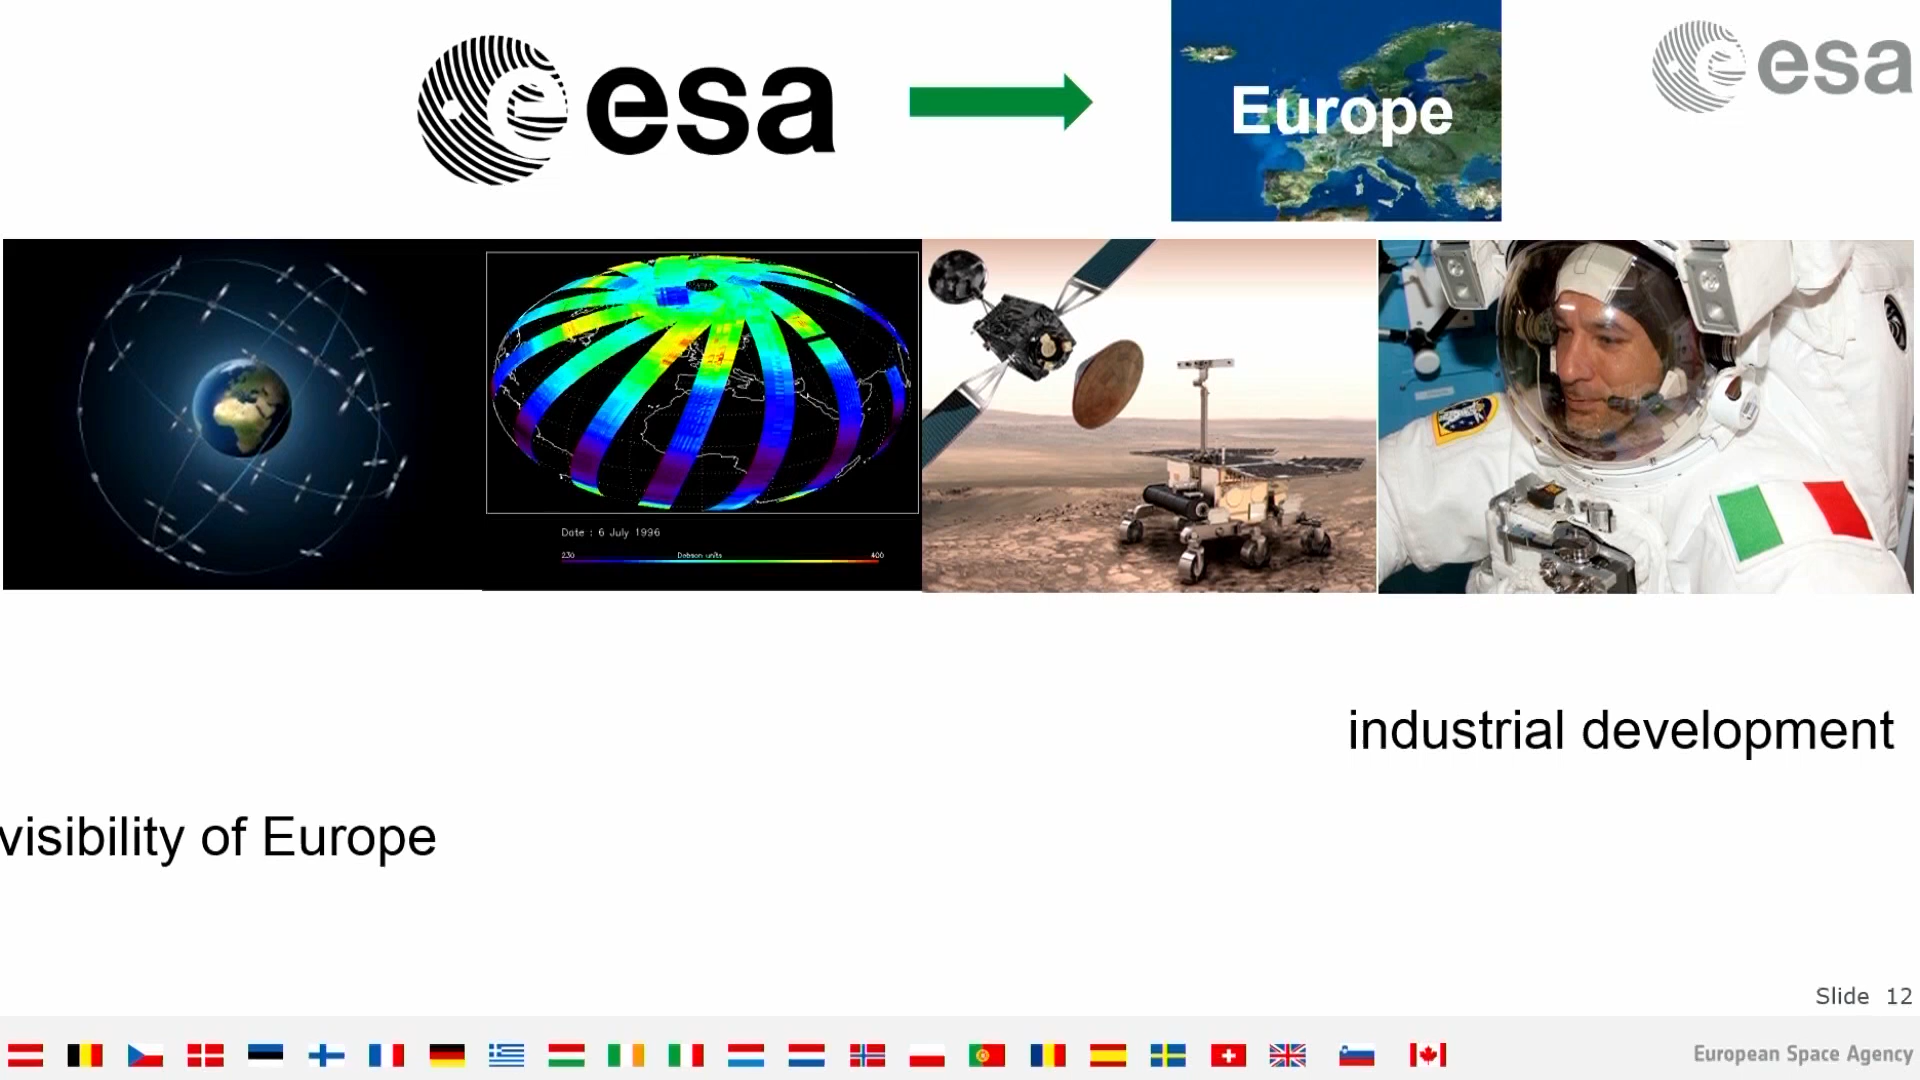 esa
Europe
esa
Date : 6 July 1996
230 Dobson units 400
industrial development
visibility of Europe
Slide 12
European Space Agency